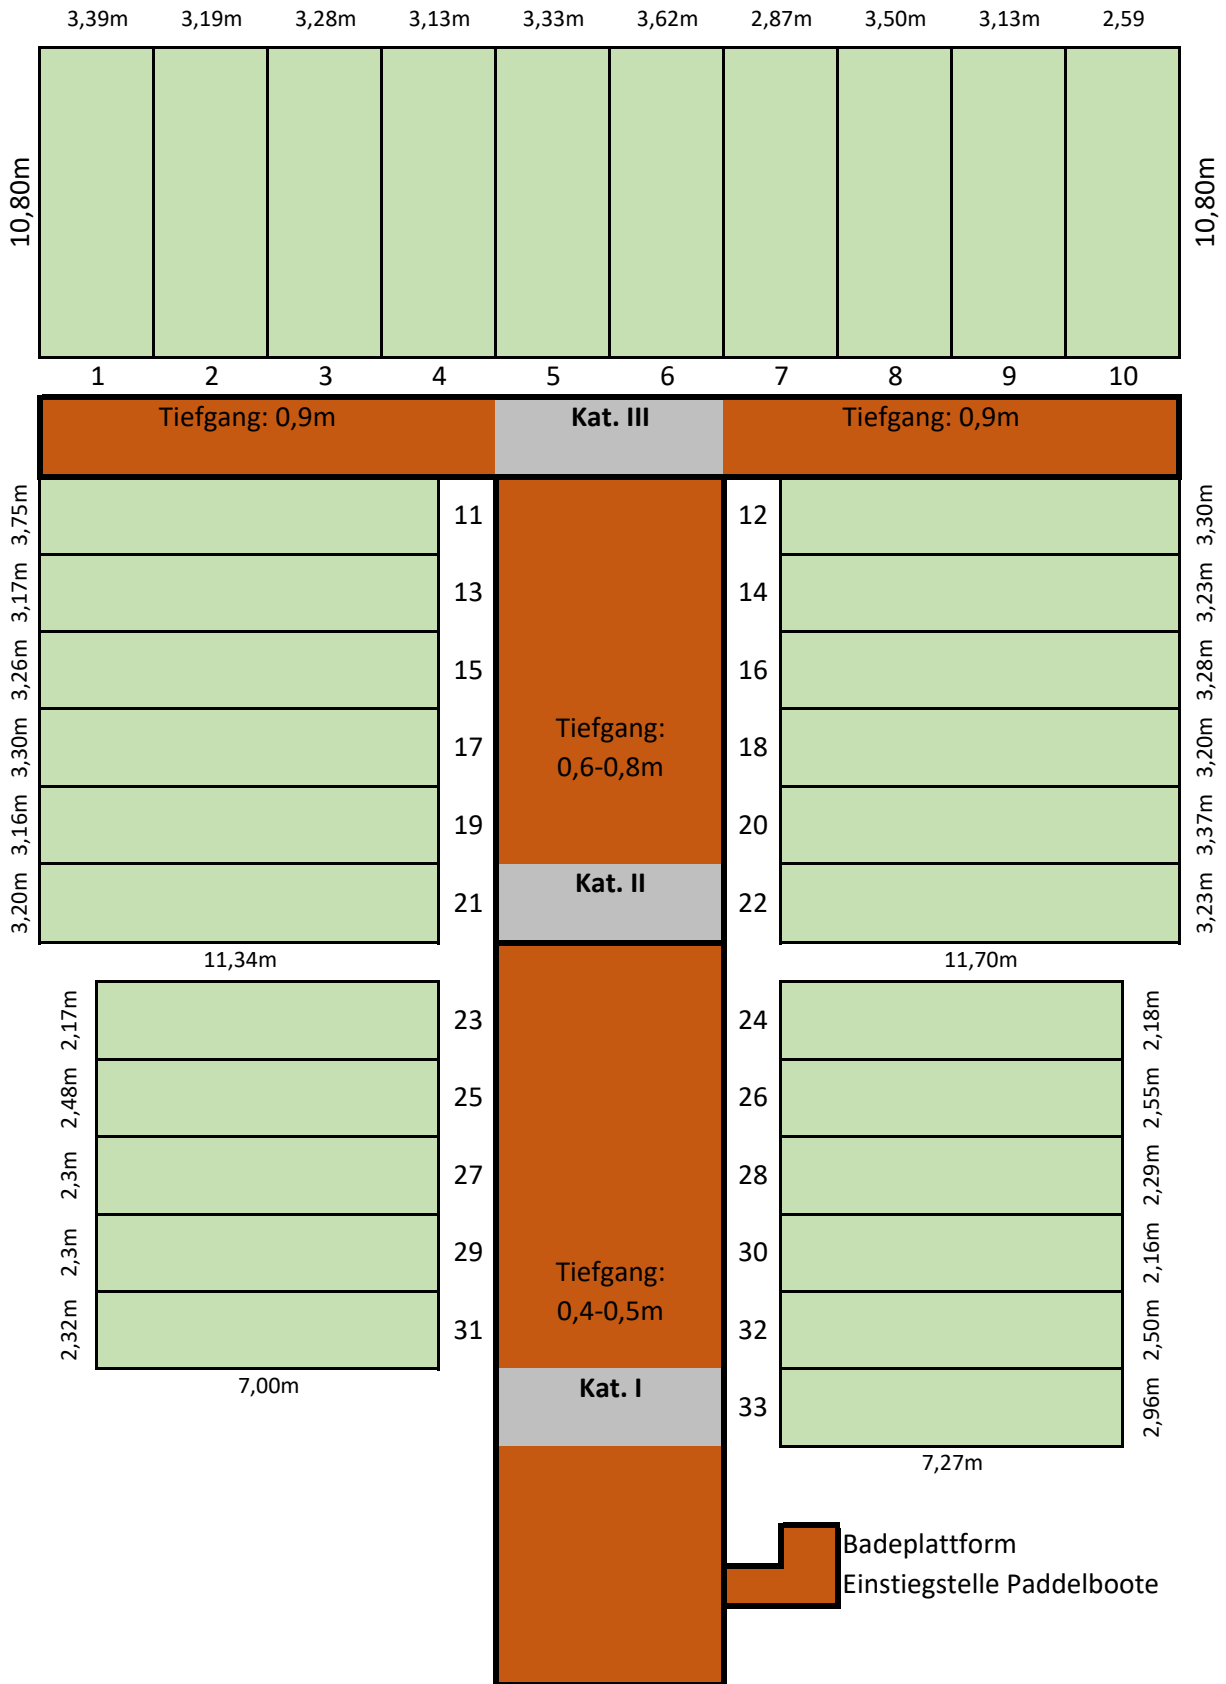 3,39m 3,19m 3,28m 3,13m 3,33m 3,62m 2,87m 3,50m 3,13m 2,59
10,80m 10,80m
1 2 3 4 5 6 7 8 9 10
Tiefgang: 0,9m Kat. III Tiefgang: 0,9m
3,75m 11 12 3,30m
3,17m 13 14 3,23m
3,26m 15 16 3,28m
3,30m 17 Tiefgang: 18 3,20m
0,6-0,8m
3,16m 19 20 3,37m
3,20m 21 Kat. II 22 3,23m
11,34m 11,70m
2,17m 23 24 2,18m
2,48m 25 26 2,55m
2,3m 27 28 2,29m
2,3m 29 30 2,16m
Tiefgang:
0,4-0,5m
2,32m 31 32 2,50m
7,00m Kat. I 33 2,96m
7,27m
Badeplattform
Einstiegstelle Paddelboote